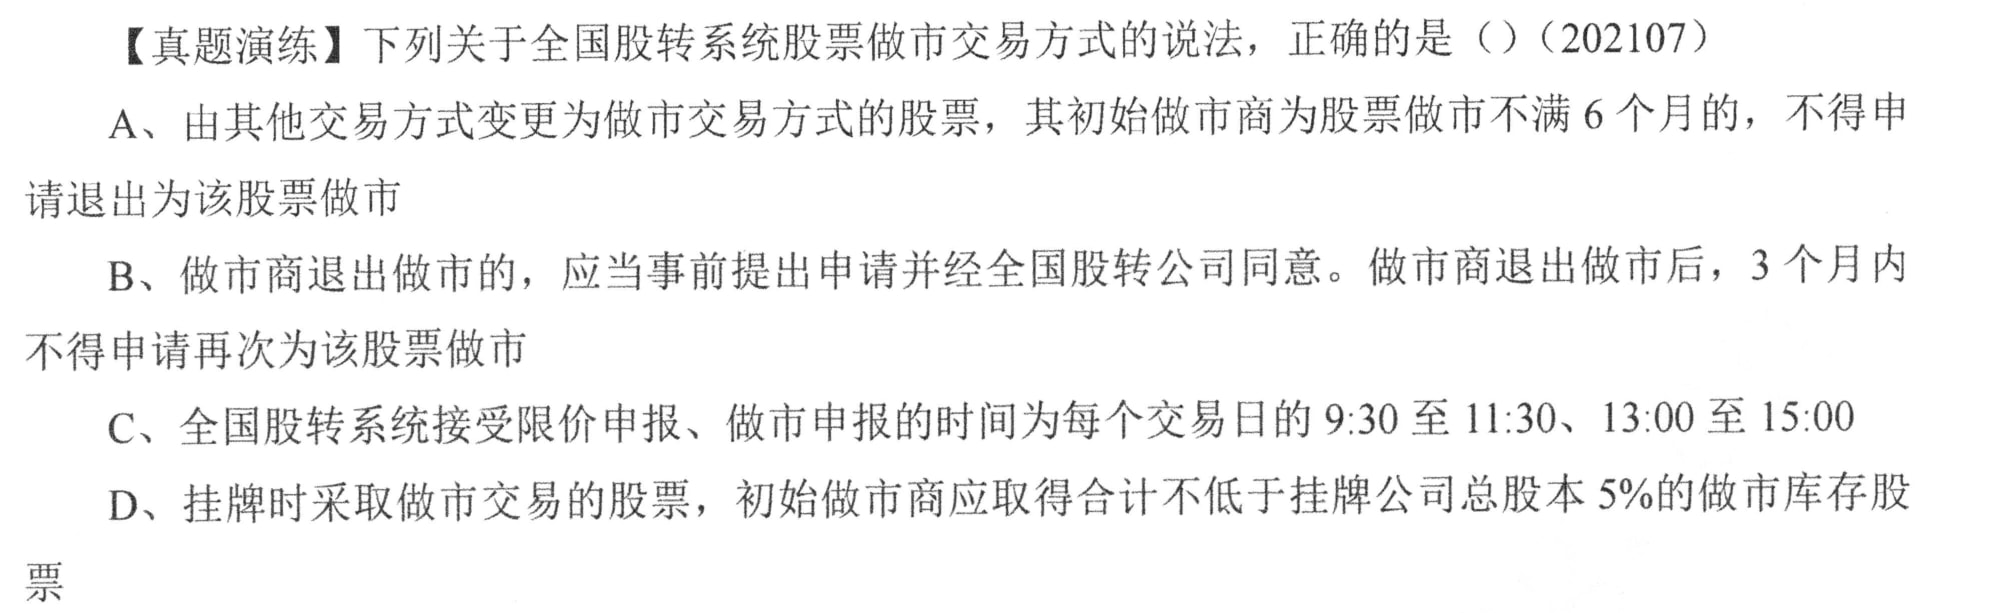 【真题演练】下列关于全国股转系统股票做市交易方式的说法，正确的是（）（202107）
A、由其他交易方式变更为做市交易方式的股票，其初始做市商为股票做市不满 6 个月的，不得申
请退出为该股票做市
B、做市商退出做市的，应当事前提出申请并经全国股转公司同意。做市商退出做市后，3 个月内
不得申请再次为该股票做市
C、全国股转系统接受限价申报、做市申报的时间为每个交易日的 9:30 至 11:30、13:00 至 15:00
D、挂牌时采取做市交易的股票，初始做市商应取得合计不低于挂牌公司总股本 5%的做市库存股
票